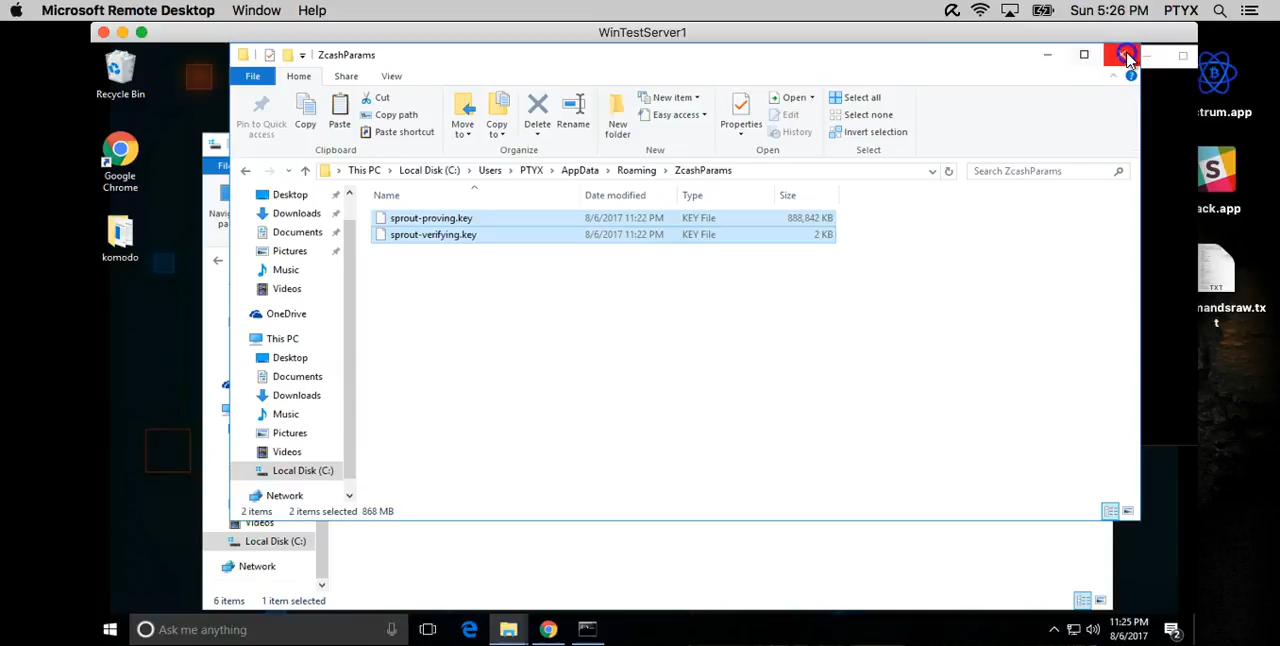 Microsoft Remote Desktop Window Help Sun 5:26 PM PTYX
WinTestServer1
ZcashParams
File Home Share View
Pin to Quick access
Copy
Paste
Cut
Copy path
Paste shortcut
Clipboard
Move to
Copy to
Delete
Rename
Organize
New folder
New item
Easy access
New
Properties
Open
Edit
History
Open
Select all
Select none
Invert selection
Select
This PC > Local Disk (C:) > Users > PTYX > AppData > Roaming > ZcashParams
Search ZcashParams
Name Date modified Type Size
sprout-proving.key 8/6/2017 11:22 PM KEY File 888,842 KB
sprout-verifying.key 8/6/2017 11:22 PM KEY File 2 KB
Desktop
Downloads
Documents
Pictures
Music
Videos
OneDrive
This PC
Desktop
Documents
Downloads
Music
Pictures
Videos
Local Disk (C:)
Network
2 items 2 items selected 868 MB
Videos
Local Disk (C:)
Network
6 items 1 item selected
Recycle Bin
Google Chrome
komodo
ctrum.app
ack.app
TXT
mandsraw.tx
t
Ask me anything
11:25 PM
8/6/2017
2